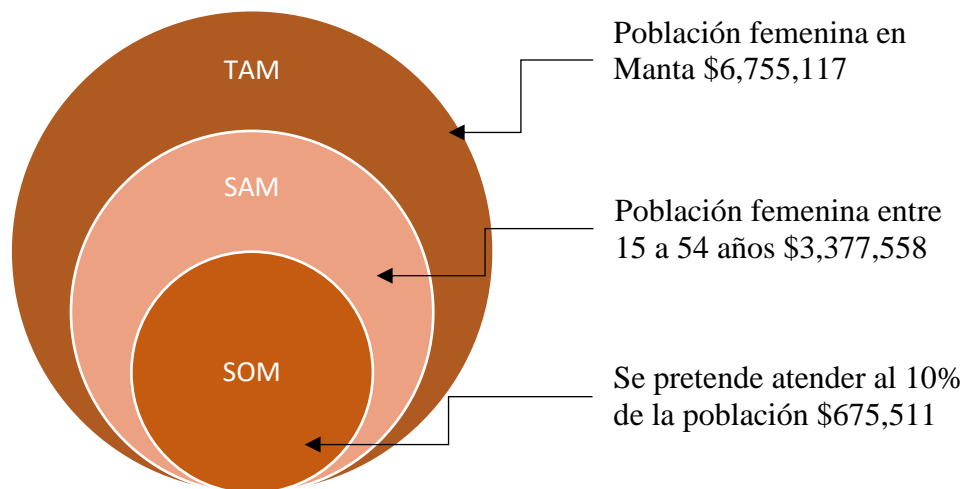 TAM
Población femenina en
Manta $6,755,117
SAM
Población femenina entre
15 a 54 años $3,377,558
SOM
Se pretende atender al 10%
de la población $675,511